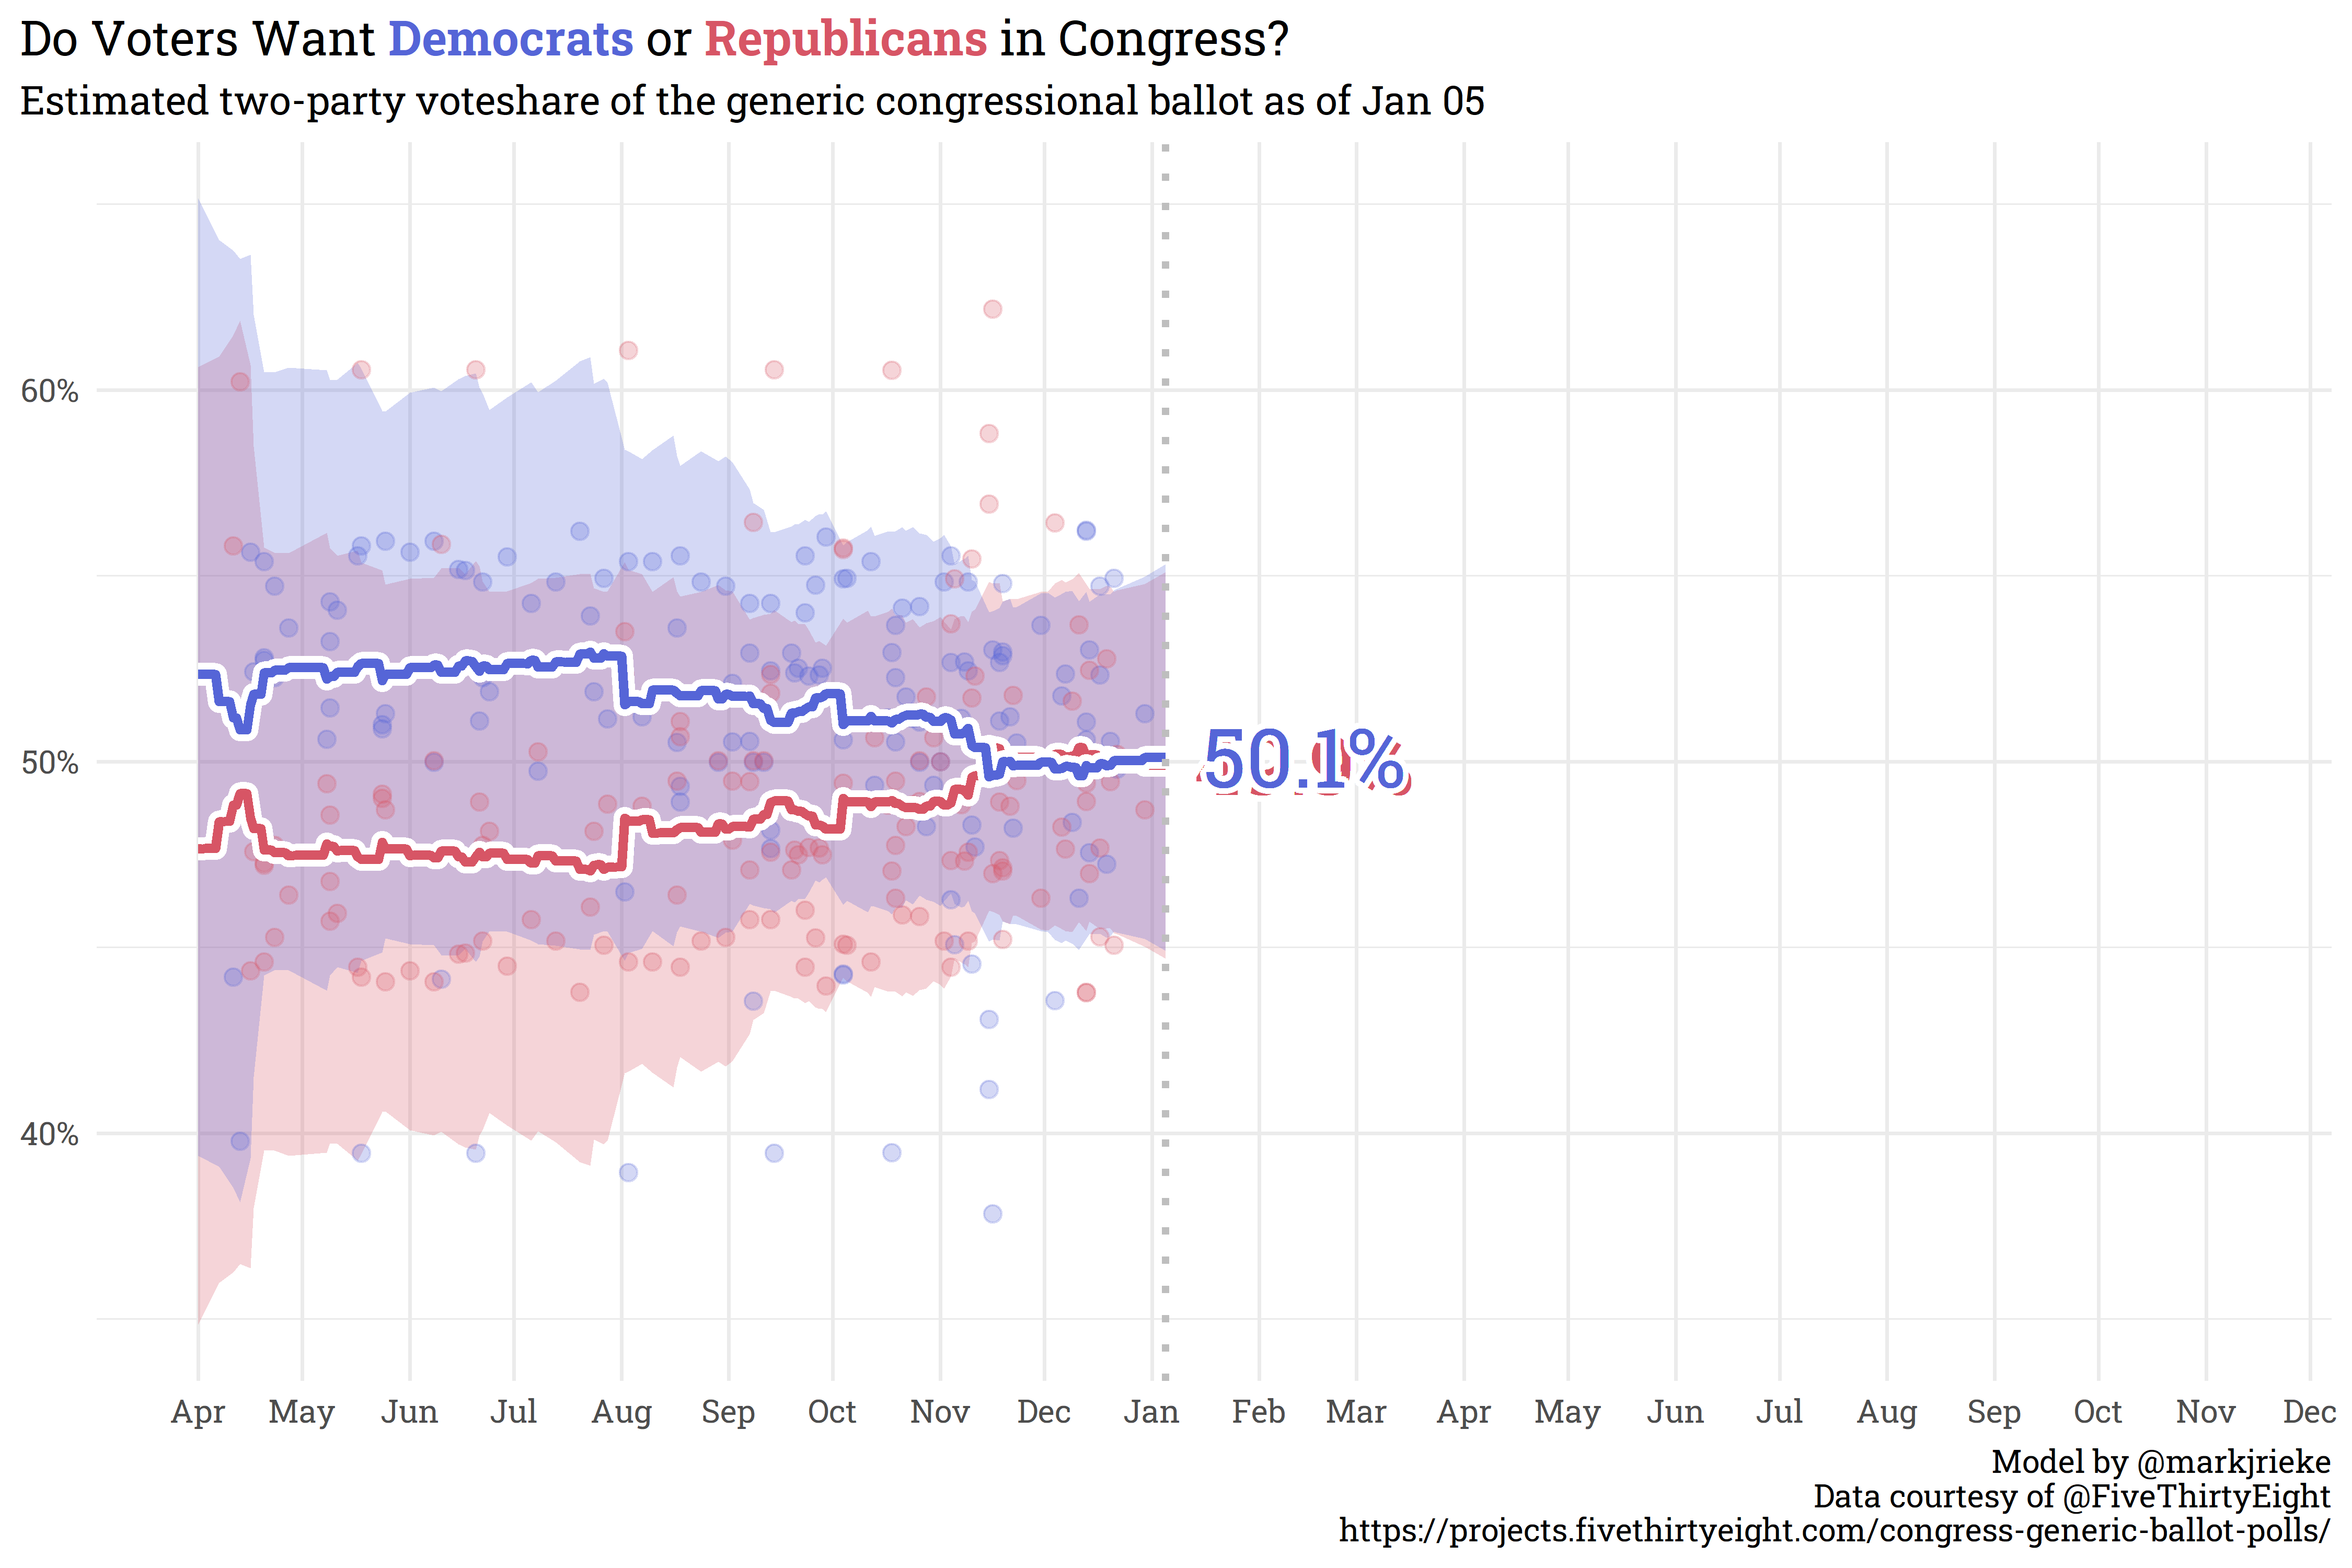 Do Voters Want Democrats or Republicans in Congress?
Estimated two-party voteshare of the generic congressional ballot as of Jan 05
60%
50%
40%
50.1%
Apr May Jun Jul Aug Sep Oct Nov Dec Jan Feb Mar Apr May Jun Jul Aug Sep Oct Nov Dec
Model by @markjrieke
Data courtesy of @FiveThirtyEight
https://projects.fivethirtyeight.com/congress-generic-ballot-polls/